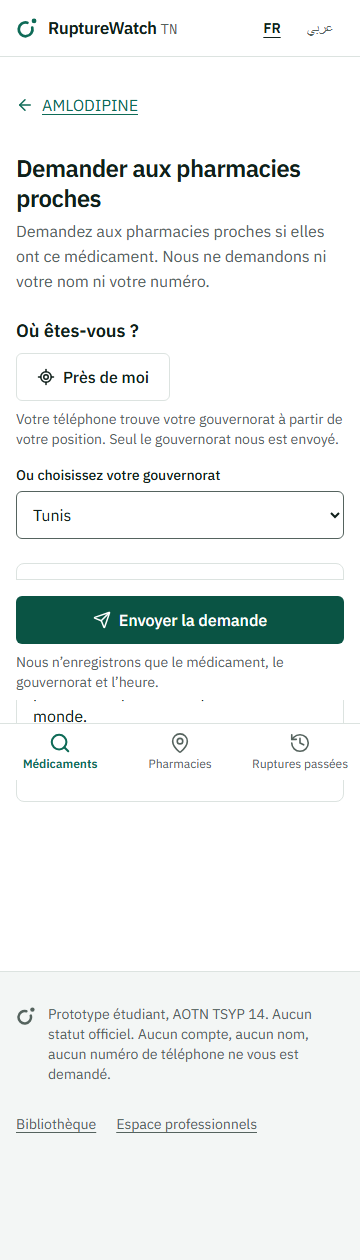 RuptureWatch TN
FR
عربي
AMLODIPINE
Demander aux pharmacies
proches
Demandez aux pharmacies proches si elles
ont ce médicament. Nous ne demandons ni
votre nom ni votre numéro.
Où êtes-vous ?
Près de moi
Votre téléphone trouve votre gouvernorat à partir de
votre position. Seul le gouvernorat nous est envoyé.
Ou choisissez votre gouvernorat
Tunis
Envoyer la demande
Nous n’enregistrons que le médicament, le
gouvernorat et l’heure.
monde.
Médicaments
Pharmacies
Ruptures passées
Prototype étudiant, AOTN TSYP 14. Aucun
statut officiel. Aucun compte, aucun nom,
aucun numéro de téléphone ne vous est
demandé.
Bibliothèque
Espace professionnels